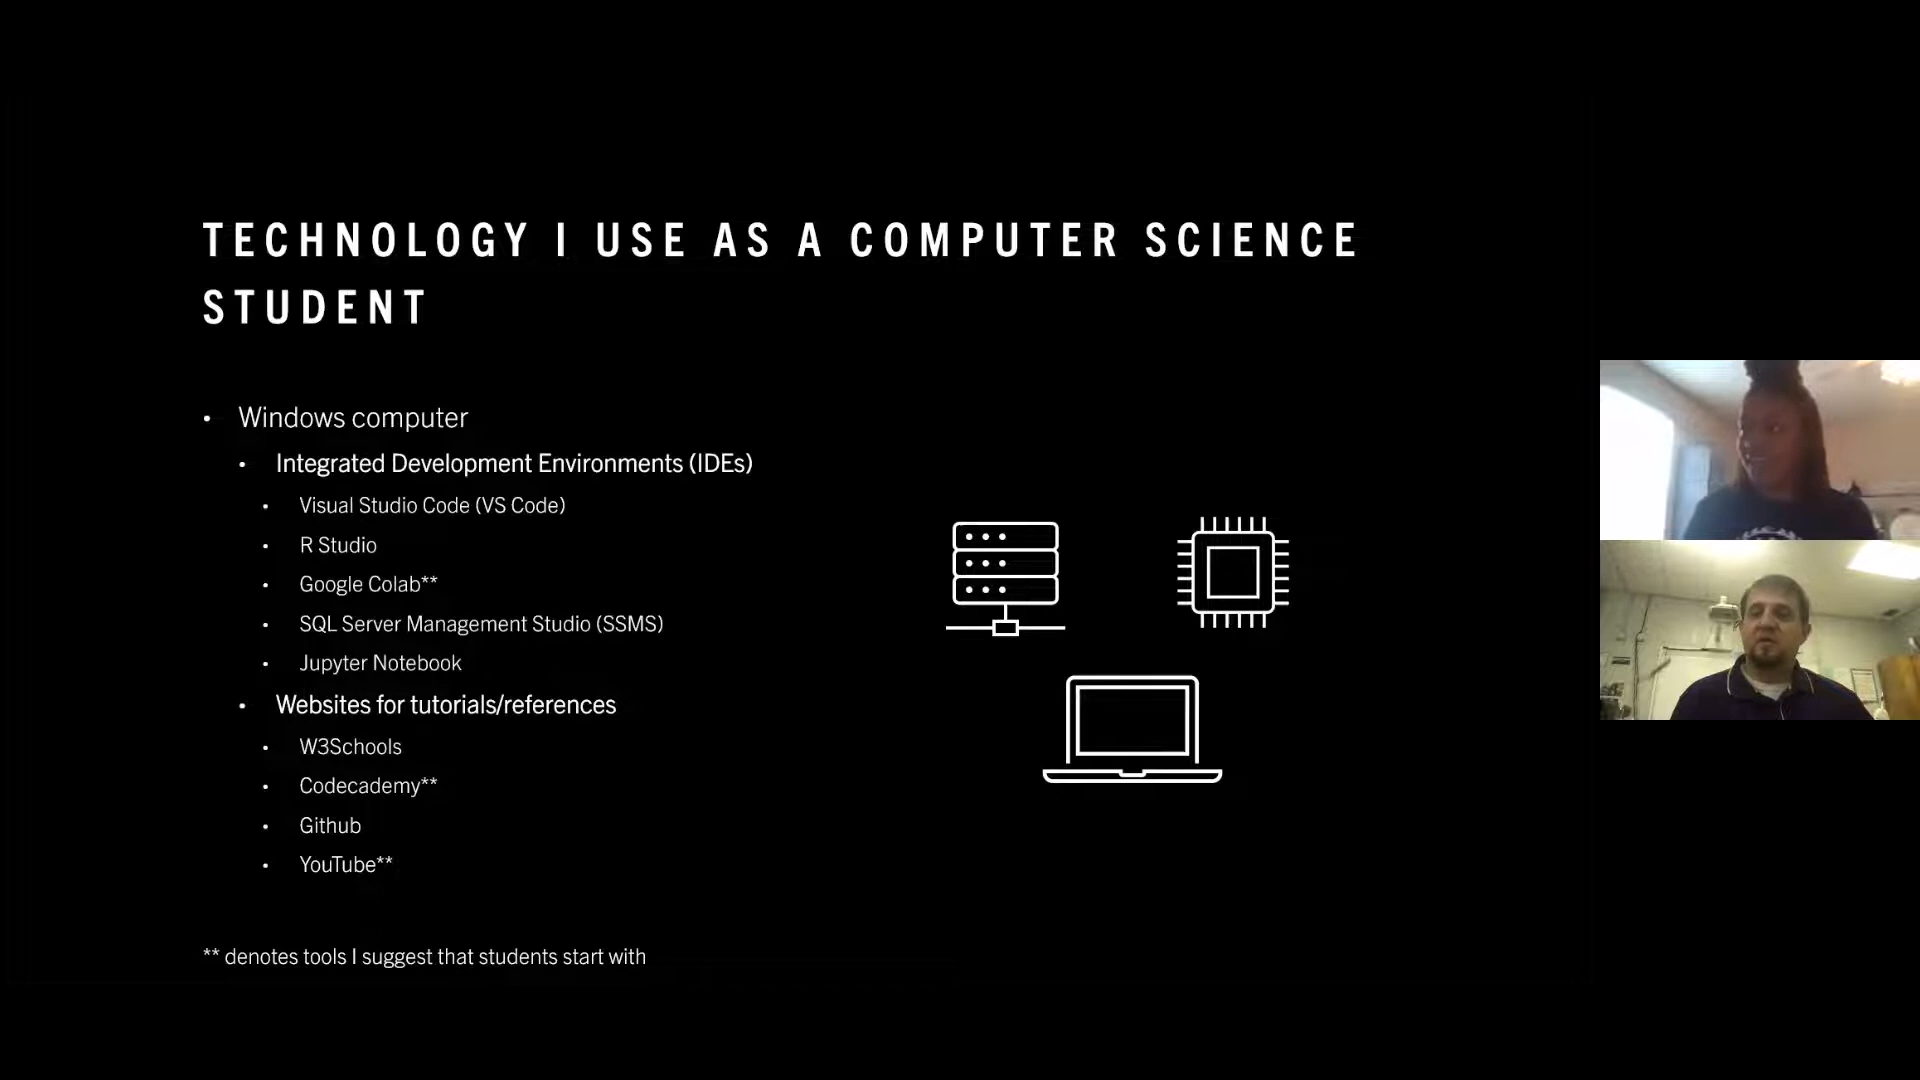 TECHNOLOGY I USE AS A COMPUTER SCIENCE
STUDENT
• Windows computer
• Integrated Development Environments (IDEs)
• Visual Studio Code (VS Code)
• R Studio
• Google Colab**
• SQL Server Management Studio (SSMS)
• Jupyter Notebook
• Websites for tutorials/references
• W3Schools
• Codecademy**
• Github
• YouTube**
** denotes tools I suggest that students start with